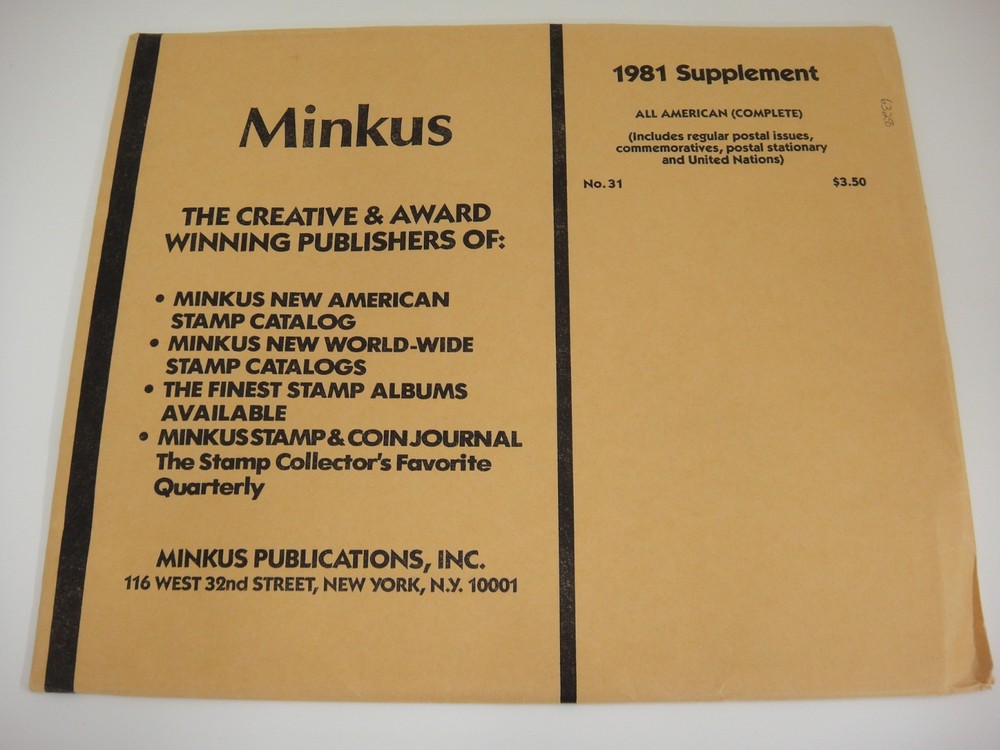 Minkus
THE CREATIVE & AWARD
WINNING PUBLISHERS OF:
• MINKUS NEW AMERICAN
STAMP CATALOG
• MINKUS NEW WORLD-WIDE
STAMP CATALOGS
• THE FINEST STAMP ALBUMS
AVAILABLE
• MINKUS STAMP & COIN JOURNAL
The Stamp Collector's Favorite
Quarterly
MINKUS PUBLICATIONS, INC.
116 WEST 32nd STREET, NEW YORK, N.Y. 10001
1981 Supplement
ALL AMERICAN (COMPLETE)
(Includes regular postal issues,
commemoratives, postal stationary
and United Nations)
No. 31 $3.50